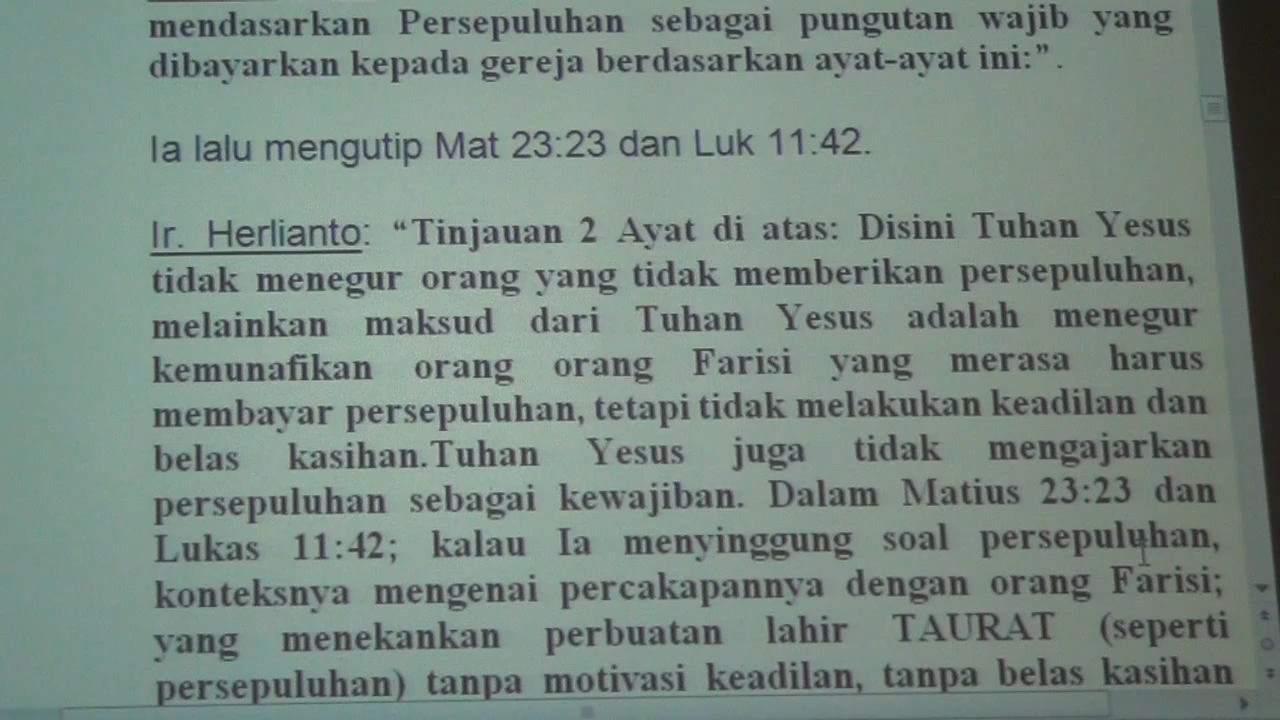 mendasarkan Persepuluhan sebagai pungutan wajib yang
dibayarkan kepada gereja berdasarkan ayat-ayat ini:”.
Ia lalu mengutip Mat 23:23 dan Luk 11:42.
Ir. Herlianto: “Tinjauan 2 Ayat di atas: Disini Tuhan Yesus
tidak menegur orang yang tidak memberikan persepuluhan,
melainkan maksud dari Tuhan Yesus adalah menegur
kemunafikan orang orang Farisi yang merasa harus
membayar persepuluhan, tetapi tidak melakukan keadilan dan
belas kasihan.Tuhan Yesus juga tidak mengajarkan
persepuluhan sebagai kewajiban. Dalam Matius 23:23 dan
Lukas 11:42; kalau Ia menyinggung soal persepuluhan,
konteksnya mengenai percakapannya dengan orang Farisi;
yang menekankan perbuatan lahir TAURAT (seperti
persepuluhan) tanpa motivasi keadilan, tanpa belas kasihan